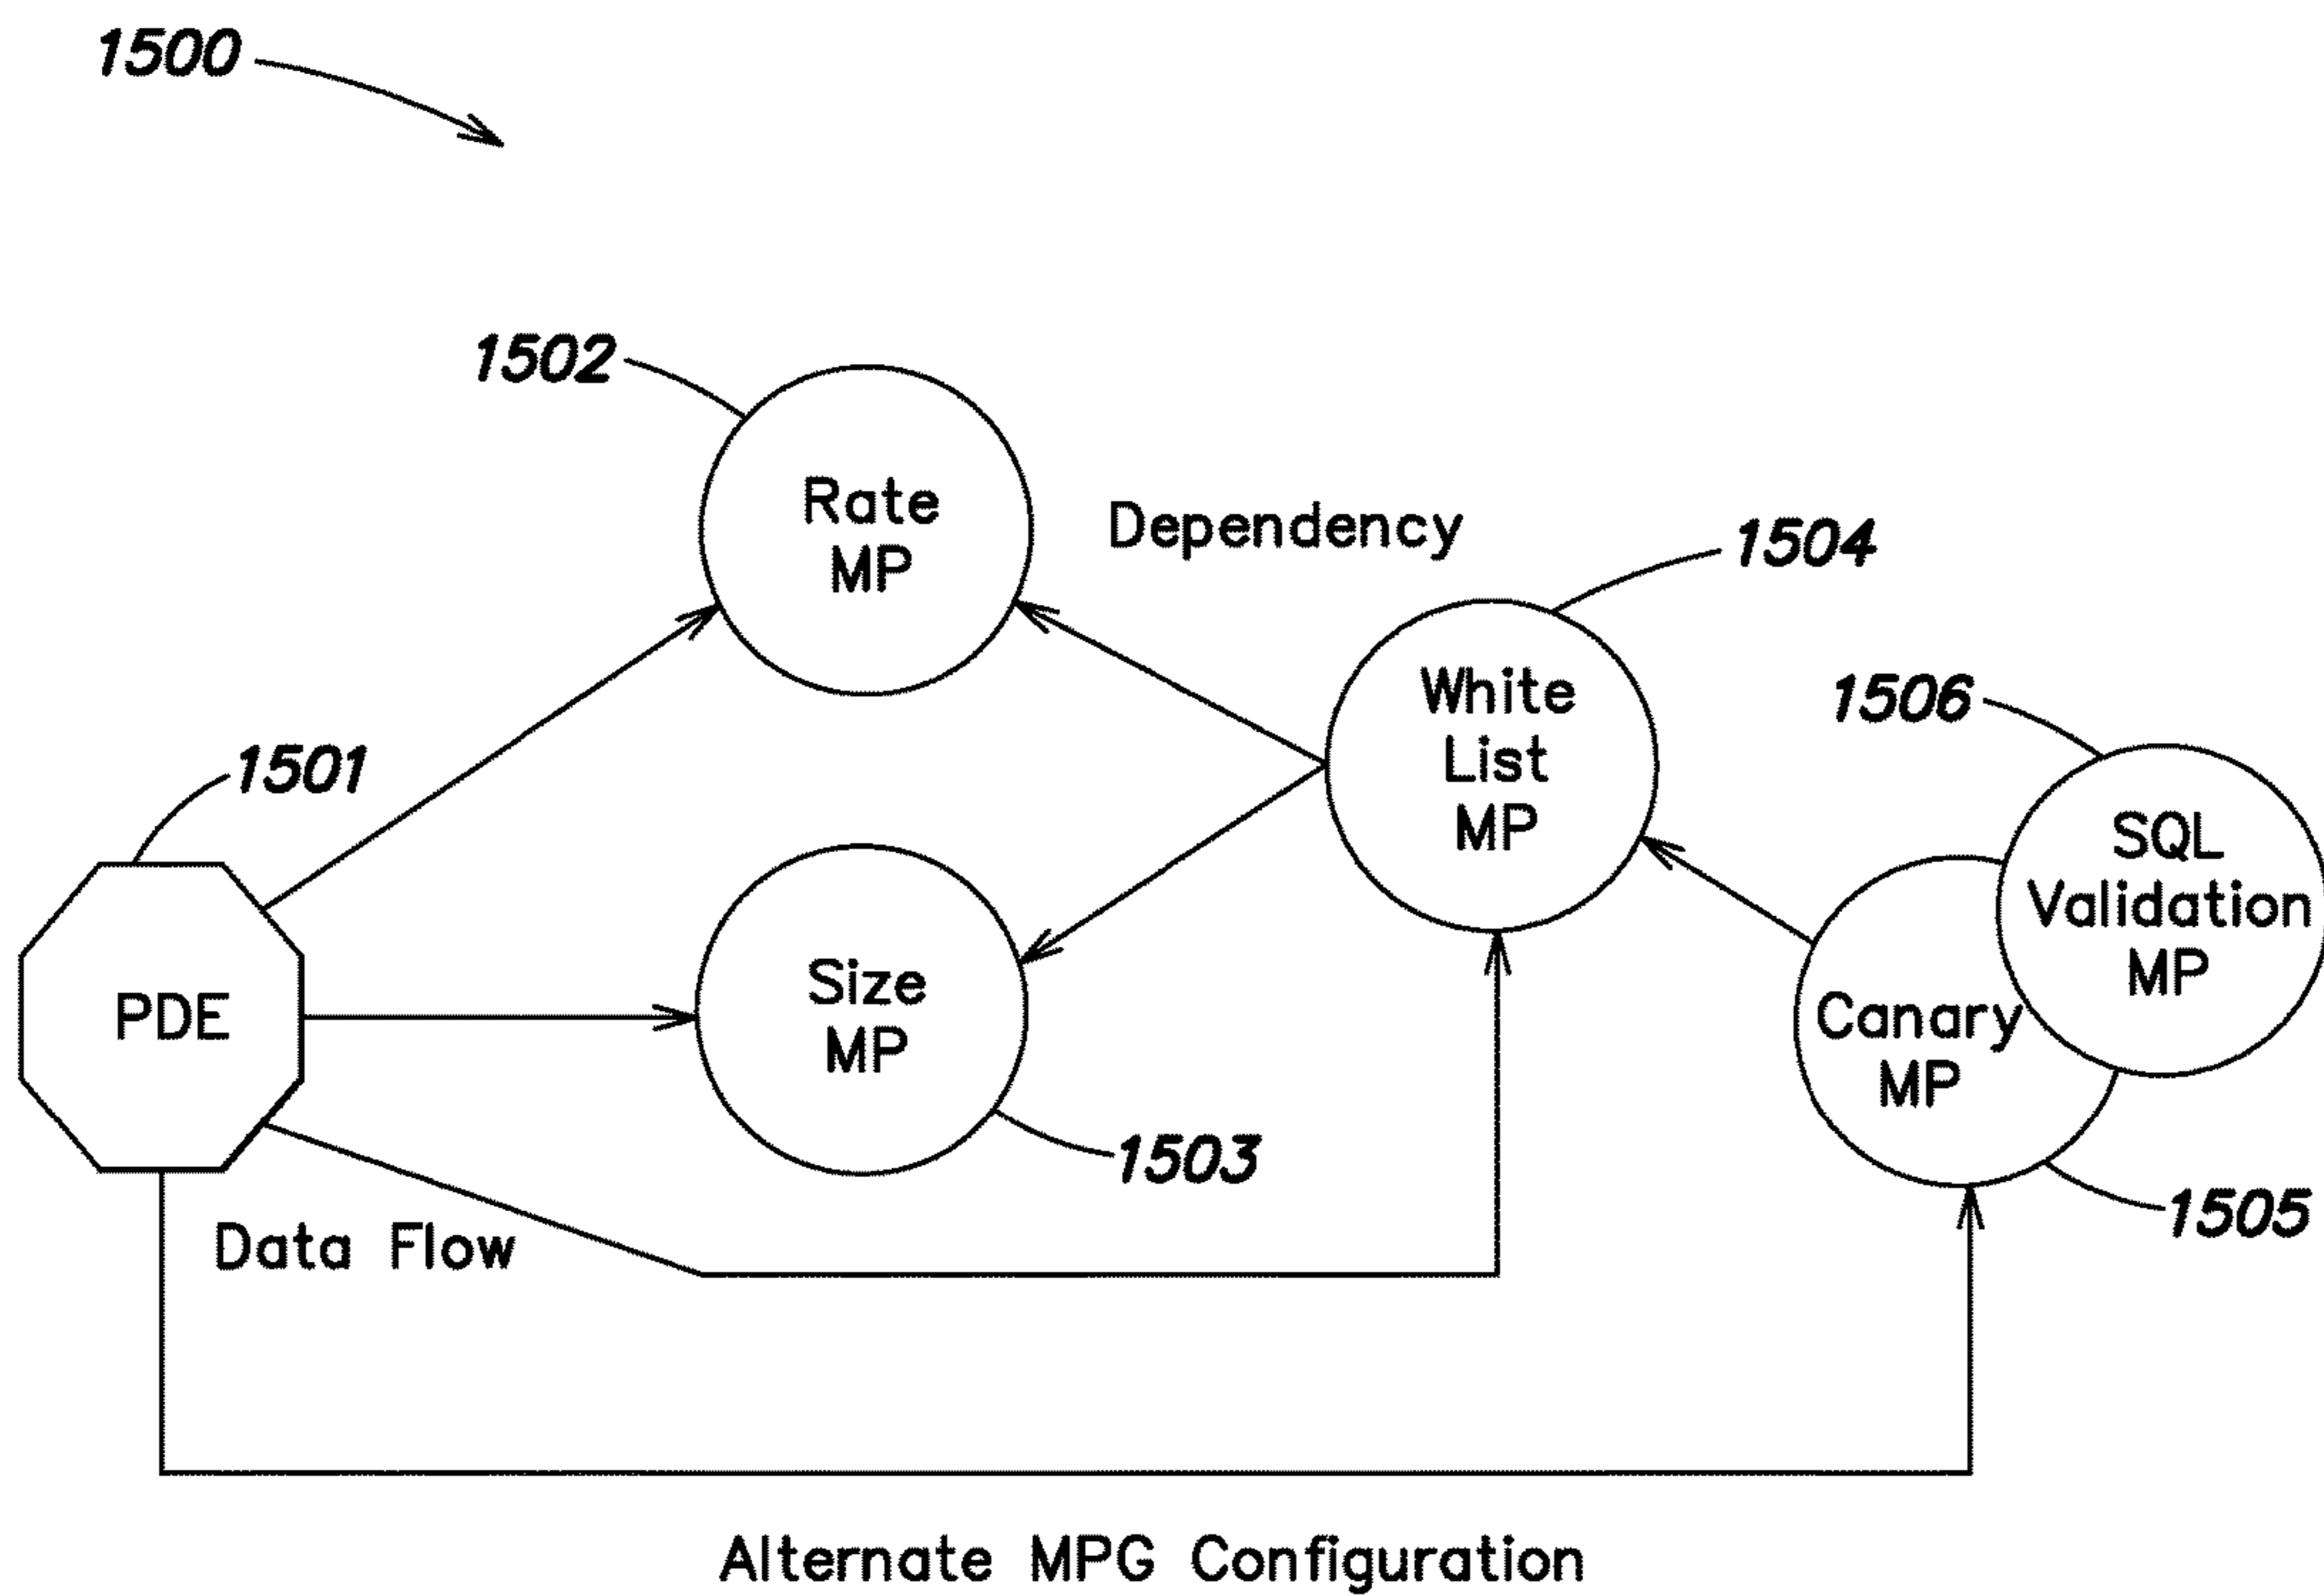 1500
1502
Rate
MP
Dependency
1504
White
List
MP
1506
SQL
Validation
MP
1501
PDE
Size
MP
Canary
MP
1503
1505
Data Flow
Alternate MPG Configuration